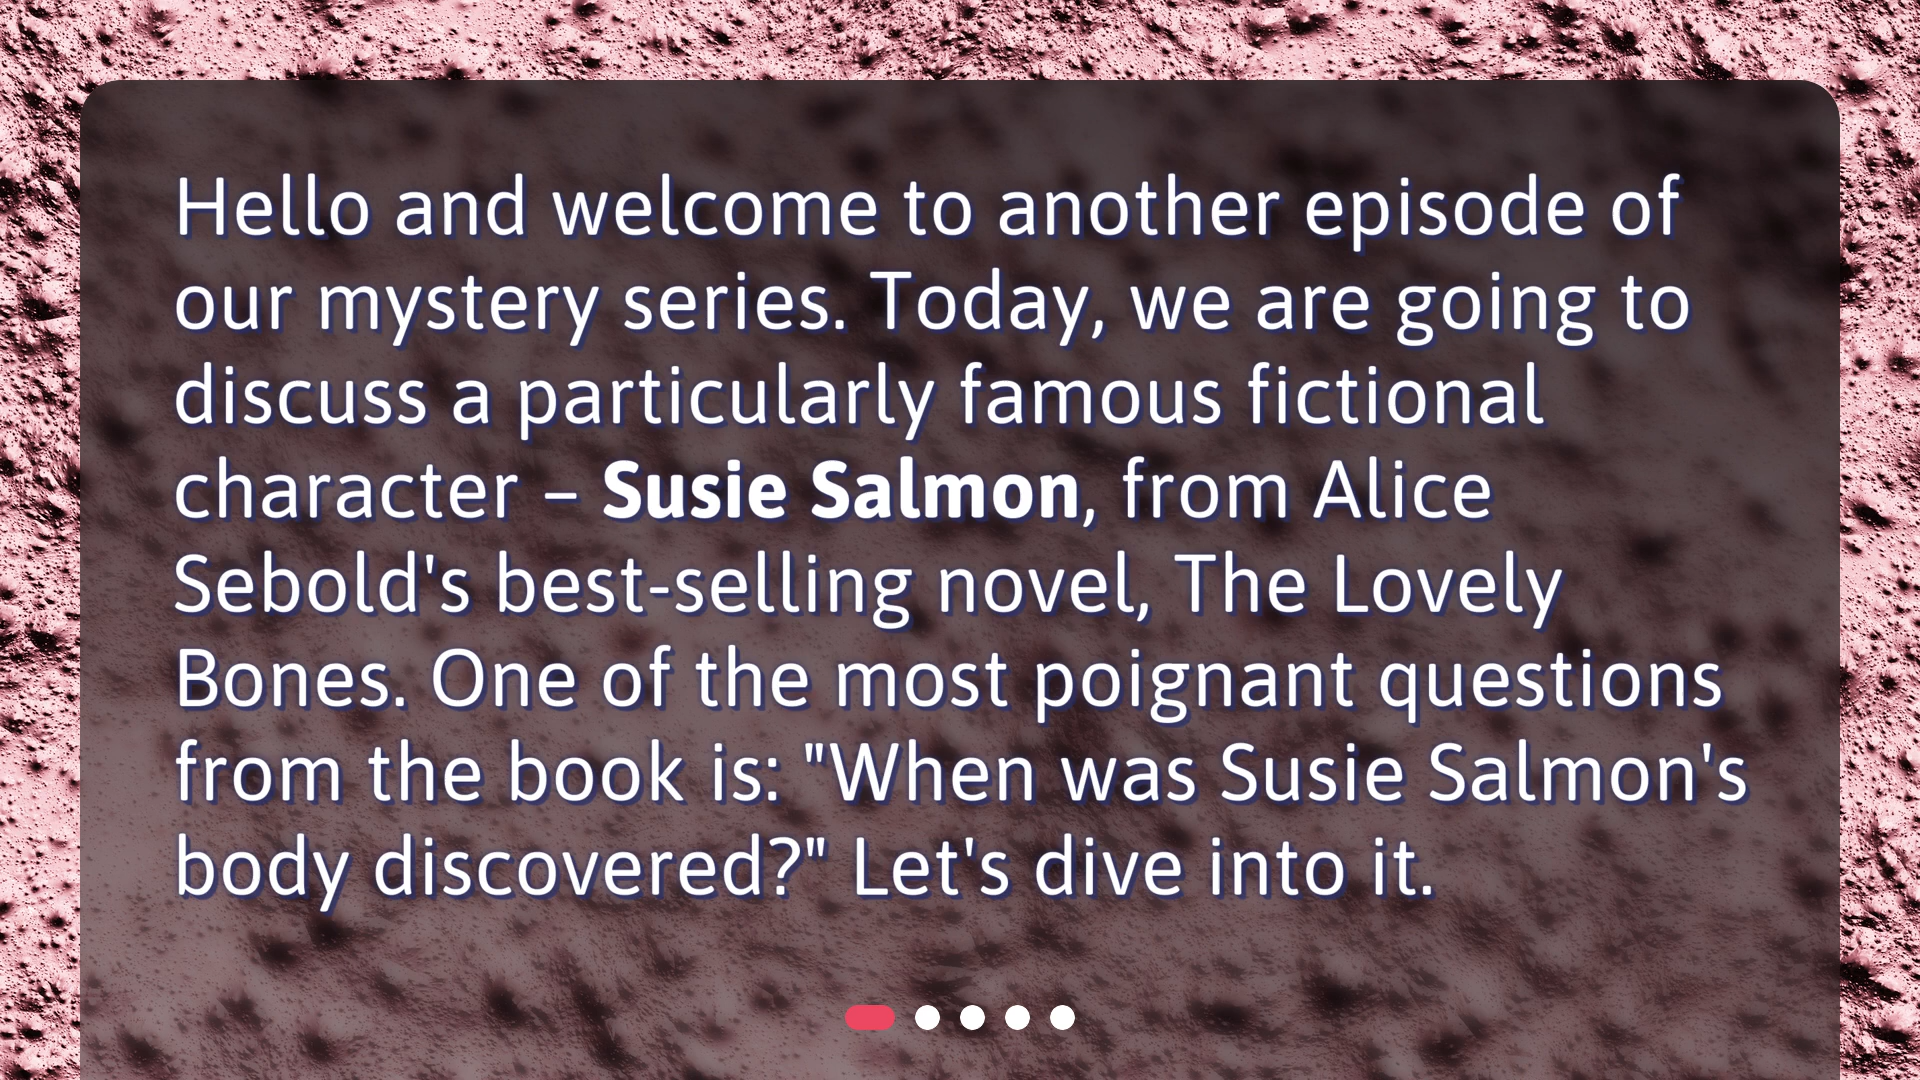 Hello and welcome to another episode of
our mystery series. Today, we are going to
discuss a particularly famous fictional
character – Susie Salmon, from Alice
Sebold's best-selling novel, The Lovely
Bones. One of the most poignant questions
from the book is: "When was Susie Salmon's
body discovered?" Let's dive into it.